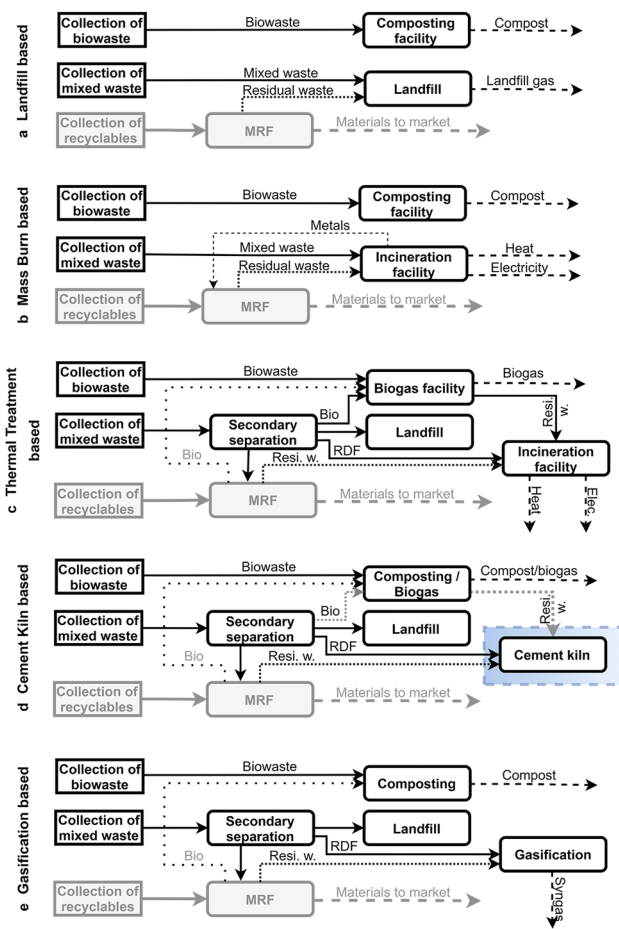 a Landfill based
Collection of
biowaste
Biowaste
Composting
facility
Compost
Collection of
mixed waste
Mixed waste
Residual waste
Landfill
Landfill gas
Collection of
recyclables
MRF
Materials to market
b Mass Burn based
Collection of
biowaste
Biowaste
Composting
facility
Compost
Metals
Collection of
mixed waste
Mixed waste
Residual waste
Incineration
facility
Heat
Electricity
Collection of
recyclables
MRF
Materials to market
c Thermal Treatment
based
Collection of
biowaste
Biowaste
Biogas facility
Biogas
Resi.
w.
Collection of
mixed waste
Secondary
separation
Bio
Landfill
RDF
Incineration
facility
Bio
Resi. w.
Collection of
recyclables
MRF
Materials to market
Heat
Elec.
d Cement Kiln based
Collection of
biowaste
Biowaste
Composting /
Biogas
Compost/biogas
Resi.
w.
Collection of
mixed waste
Secondary
separation
Bio
Landfill
RDF
Cement kiln
Bio
Resi. w.
Collection of
recyclables
MRF
Materials to market
e Gasification based
Collection of
biowaste
Biowaste
Composting
Compost
Collection of
mixed waste
Secondary
separation
Landfill
RDF
Gasification
Bio
Resi. w.
Collection of
recyclables
MRF
Materials to market
Syngas